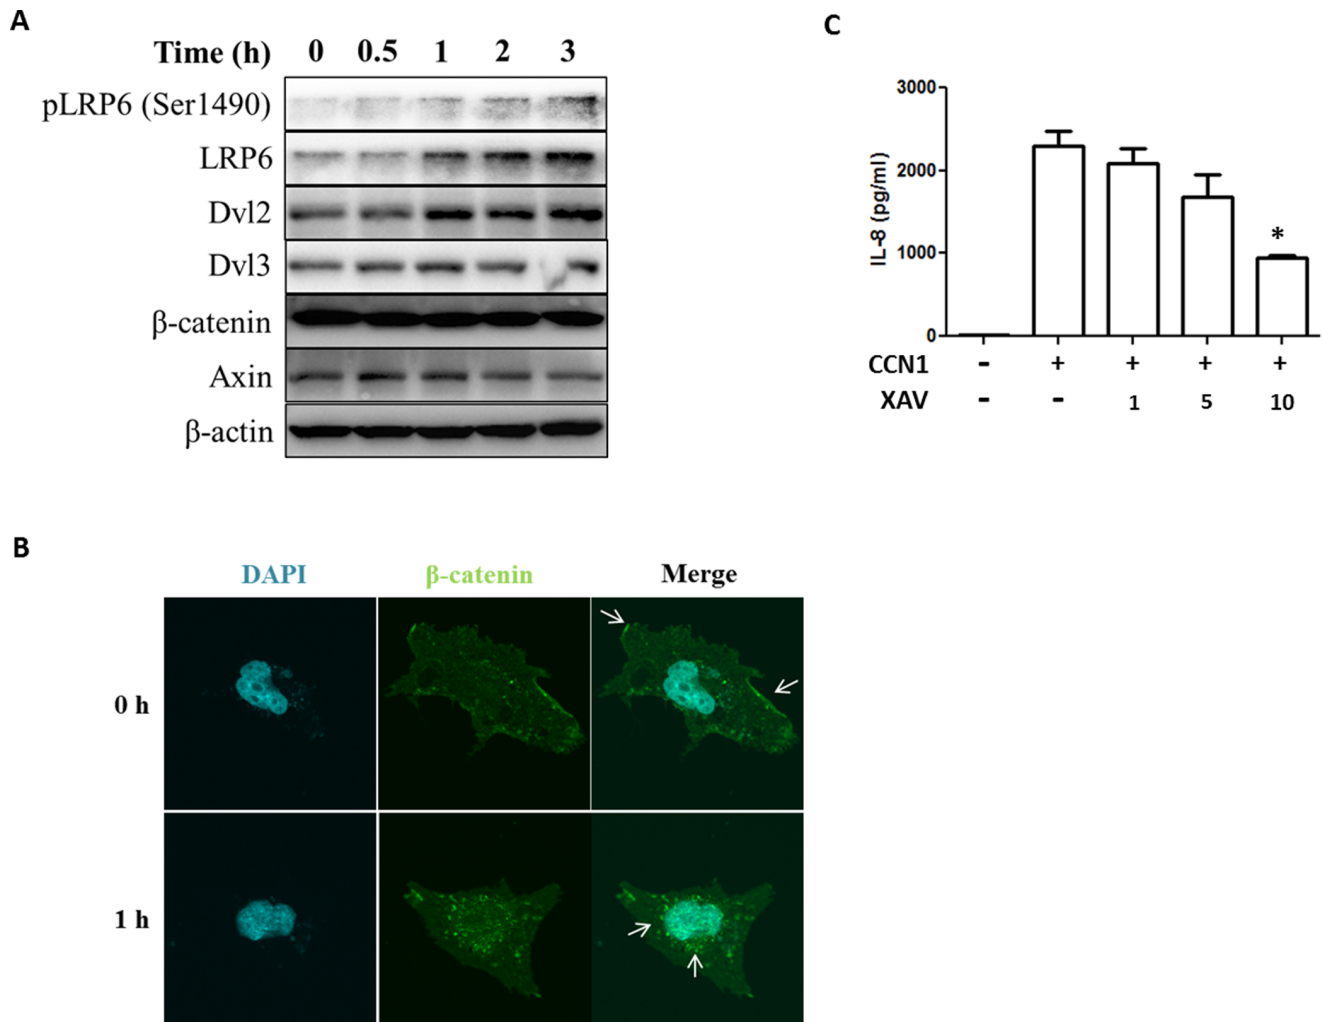 A
Time (h) 0 0.5 1 2 3
pLRP6 (Ser1490)
LRP6
Dvl2
Dvl3
β-catenin
Axin
β-actin
B
DAPI β-catenin Merge
0 h
1 h
C
3000
2000
1000
0
IL-8 (pg/ml)
*
CCN1 - + + + +
XAV - - 1 5 10